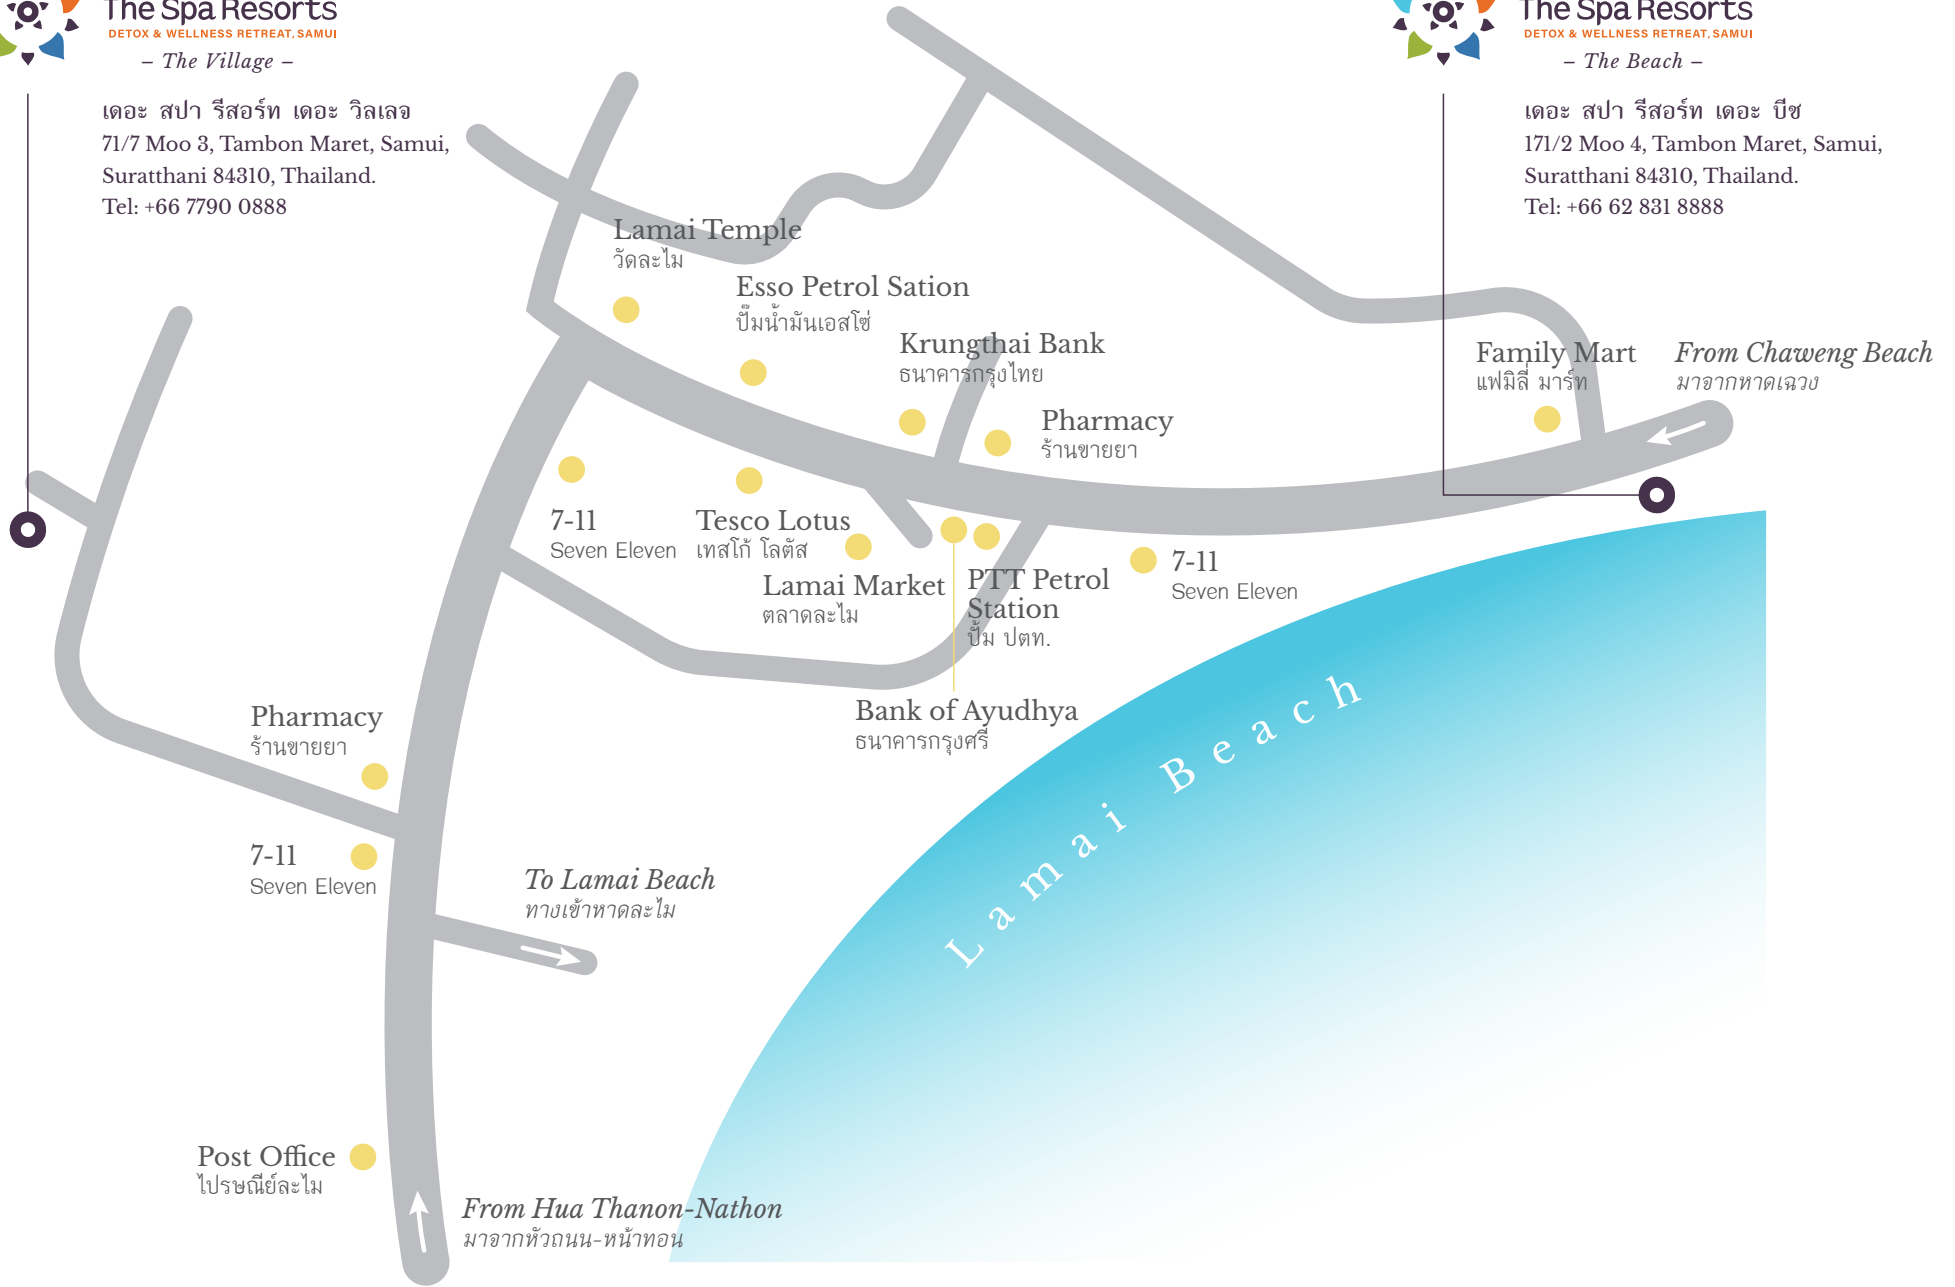 The Spa Resorts
DETOX & WELLNESS RETREAT, SAMUI
– The Village –
เดอะ สปา รีสอร์ท เดอะ วิลเลจ
71/7 Moo 3, Tambon Maret, Samui,
Suratthani 84310, Thailand.
Tel: +66 7790 0888
The Spa Resorts
DETOX & WELLNESS RETREAT, SAMUI
– The Beach –
เดอะ สปา รีสอร์ท เดอะ บีช
171/2 Moo 4, Tambon Maret, Samui,
Suratthani 84310, Thailand.
Tel: +66 62 831 8888
Lamai Temple
วัดละไม
Esso Petrol Sation
ปั๊มน้ำมันเอสโซ่
Krungthai Bank
ธนาคารกรุงไทย
Pharmacy
ร้านขายยา
Family Mart
แฟมิลี่ มาร์ท
From Chaweng Beach
มาจากหาดเฉวง
7-11
Seven Eleven
Tesco Lotus
เทสโก้ โลตัส
Lamai Market
ตลาดละไม
PTT Petrol
Station
ปั๊ม ปตท.
7-11
Seven Eleven
Bank of Ayudhya
ธนาคารกรุงศรี
Lamai Beach
Pharmacy
ร้านขายยา
7-11
Seven Eleven
To Lamai Beach
ทางเข้าหาดละไม
Post Office
ไปรษณีย์ละไม
From Hua Thanon-Nathon
มาจากหัวถนน-หน้าทอน